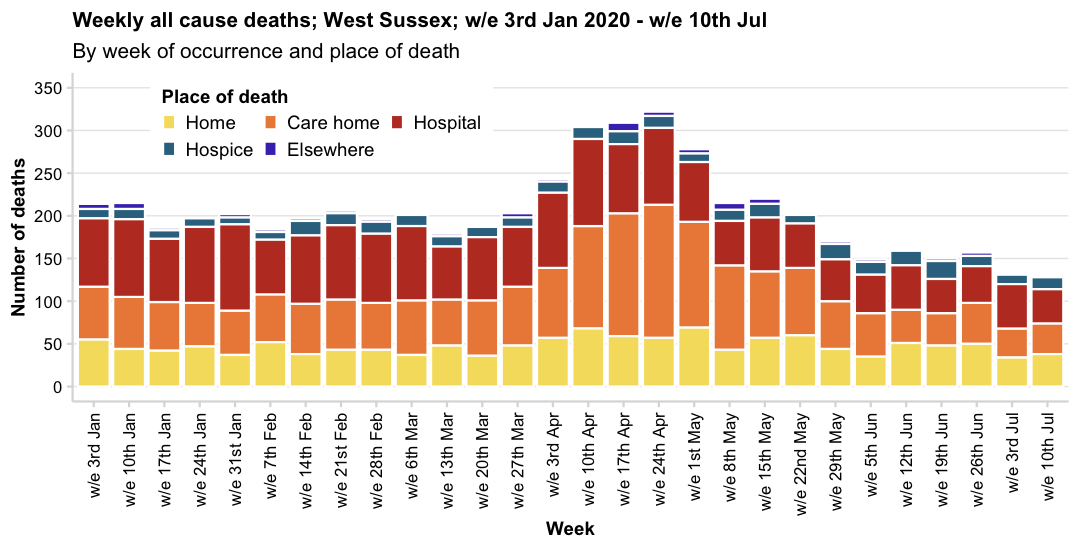 Weekly all cause deaths; West Sussex; w/e 3rd Jan 2020 - w/e 10th Jul
By week of occurrence and place of death
Place of death
Home Care home Hospital
Hospice Elsewhere
Number of deaths
350
300
250
200
150
100
50
0
w/e 3rd Jan
w/e 10th Jan
w/e 17th Jan
w/e 24th Jan
w/e 31st Jan
w/e 7th Feb
w/e 14th Feb
w/e 21st Feb
w/e 28th Feb
w/e 6th Mar
w/e 13th Mar
w/e 20th Mar
w/e 27th Mar
w/e 3rd Apr
w/e 10th Apr
w/e 17th Apr
w/e 24th Apr
w/e 1st May
w/e 8th May
w/e 15th May
w/e 22nd May
w/e 29th May
w/e 5th Jun
w/e 12th Jun
w/e 19th Jun
w/e 26th Jun
w/e 3rd Jul
w/e 10th Jul
Week